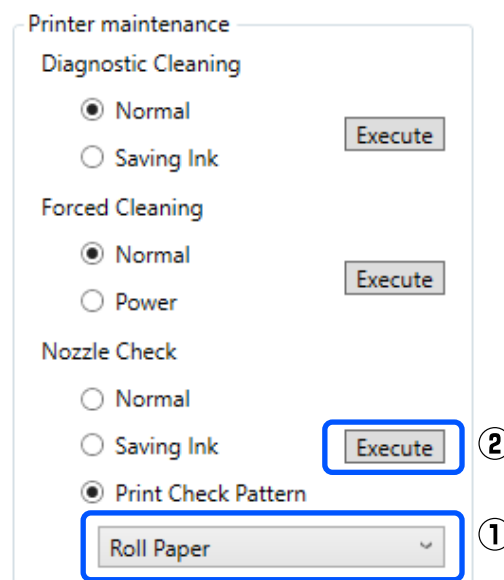 Printer maintenance
Diagnostic Cleaning
Normal
Execute
Saving Ink
Forced Cleaning
Normal
Execute
Power
Nozzle Check
Normal
Saving Ink
Execute
②
Print Check Pattern
Roll Paper
①